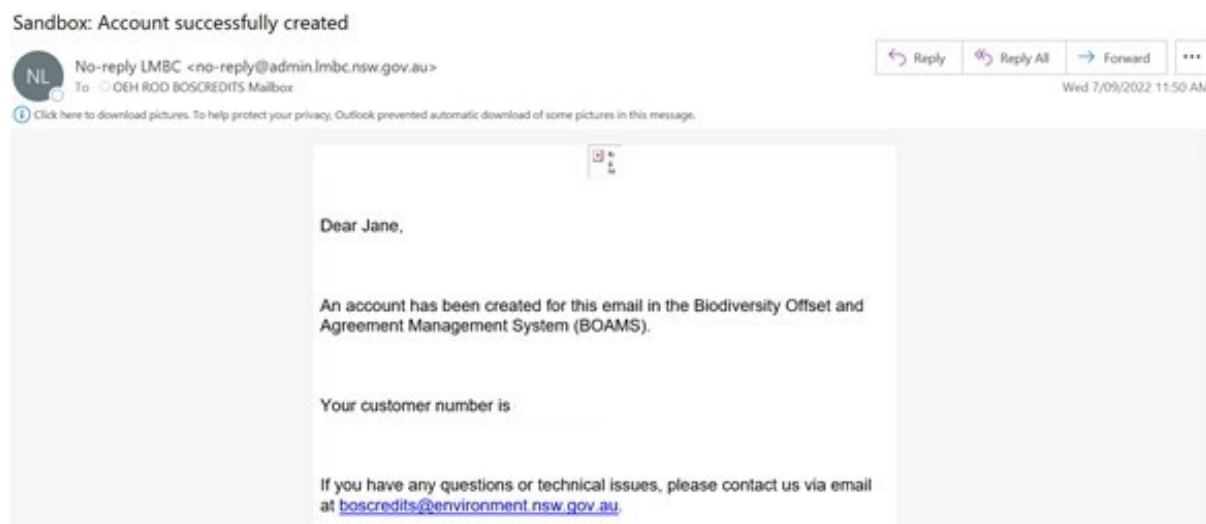 Sandbox: Account successfully created
NL
No-reply LMBC <no-reply@admin.lmbc.nsw.gov.au>
Reply
Reply All
Forward
To OEH ROD BOSCREDITS Mailbox
Wed 7/09/2022 11:50 AM
Click here to download pictures. To help protect your privacy, Outlook prevented automatic download of some pictures in this message.
Dear Jane,
An account has been created for this email in the Biodiversity Offset and
Agreement Management System (BOAMS).
Your customer number is
If you have any questions or technical issues, please contact us via email
at boscredits@environment.nsw.gov.au.